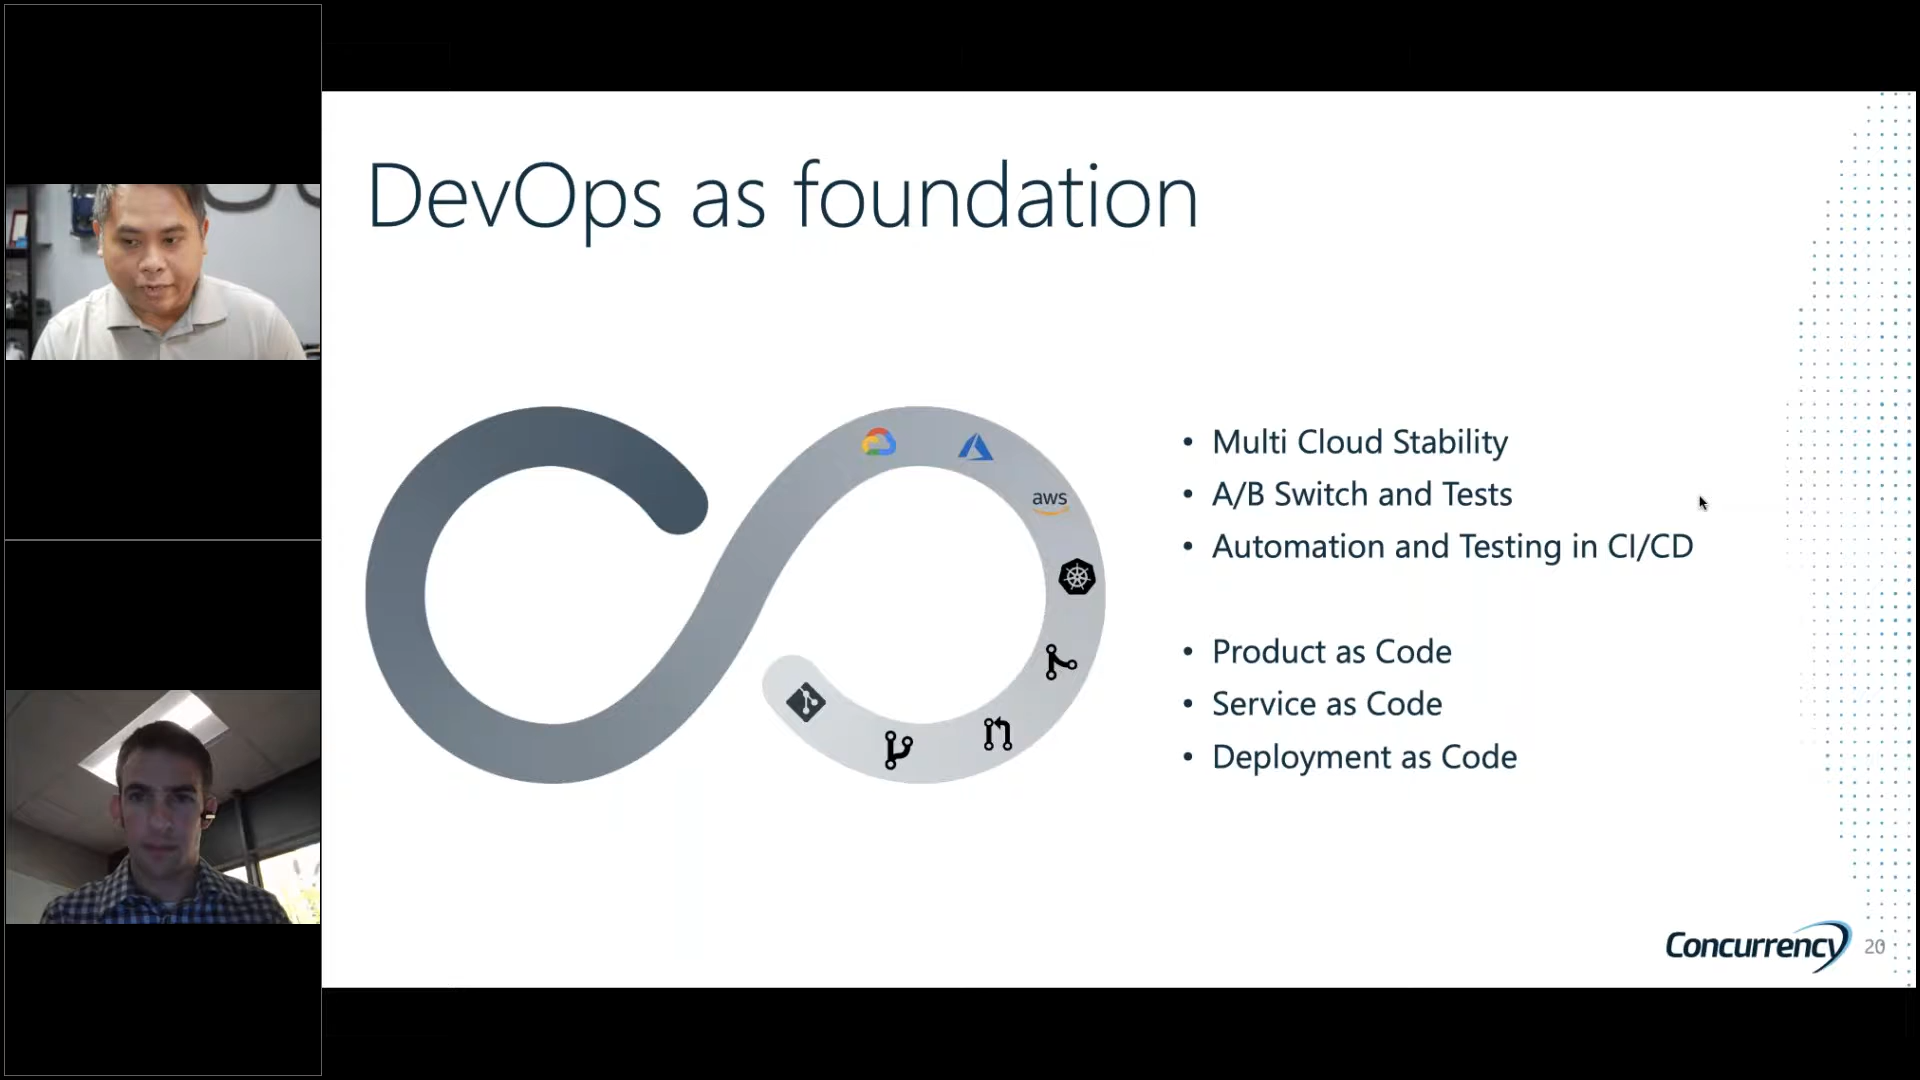 DevOps as foundation
aws
• Multi Cloud Stability
• A/B Switch and Tests
• Automation and Testing in CI/CD
• Product as Code
• Service as Code
• Deployment as Code
Concurrency
20